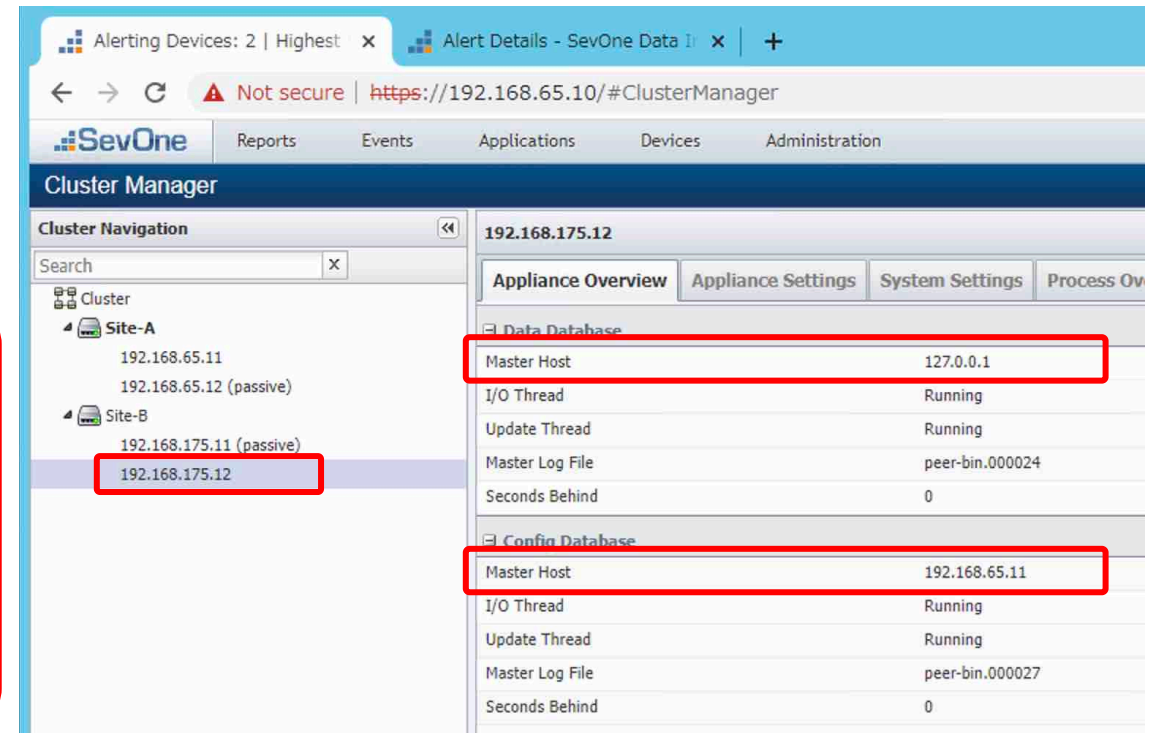 Alerting Devices: 2 | Highest
Alert Details - SevOne Data In
Not secure | https://192.168.65.10/#ClusterManager
SevOne Reports Events Applications Devices Administration
Cluster Manager
Cluster Navigation
Search X
Cluster
Site-A
192.168.65.11
192.168.65.12 (passive)
Site-B
192.168.175.11 (passive)
192.168.175.12
192.168.175.12
Appliance Overview Appliance Settings System Settings Process Ov
Data Database
Master Host 127.0.0.1
I/O Thread Running
Update Thread Running
Master Log File peer-bin.000024
Seconds Behind 0
Config Database
Master Host 192.168.65.11
I/O Thread Running
Update Thread Running
Master Log File peer-bin.000027
Seconds Behind 0